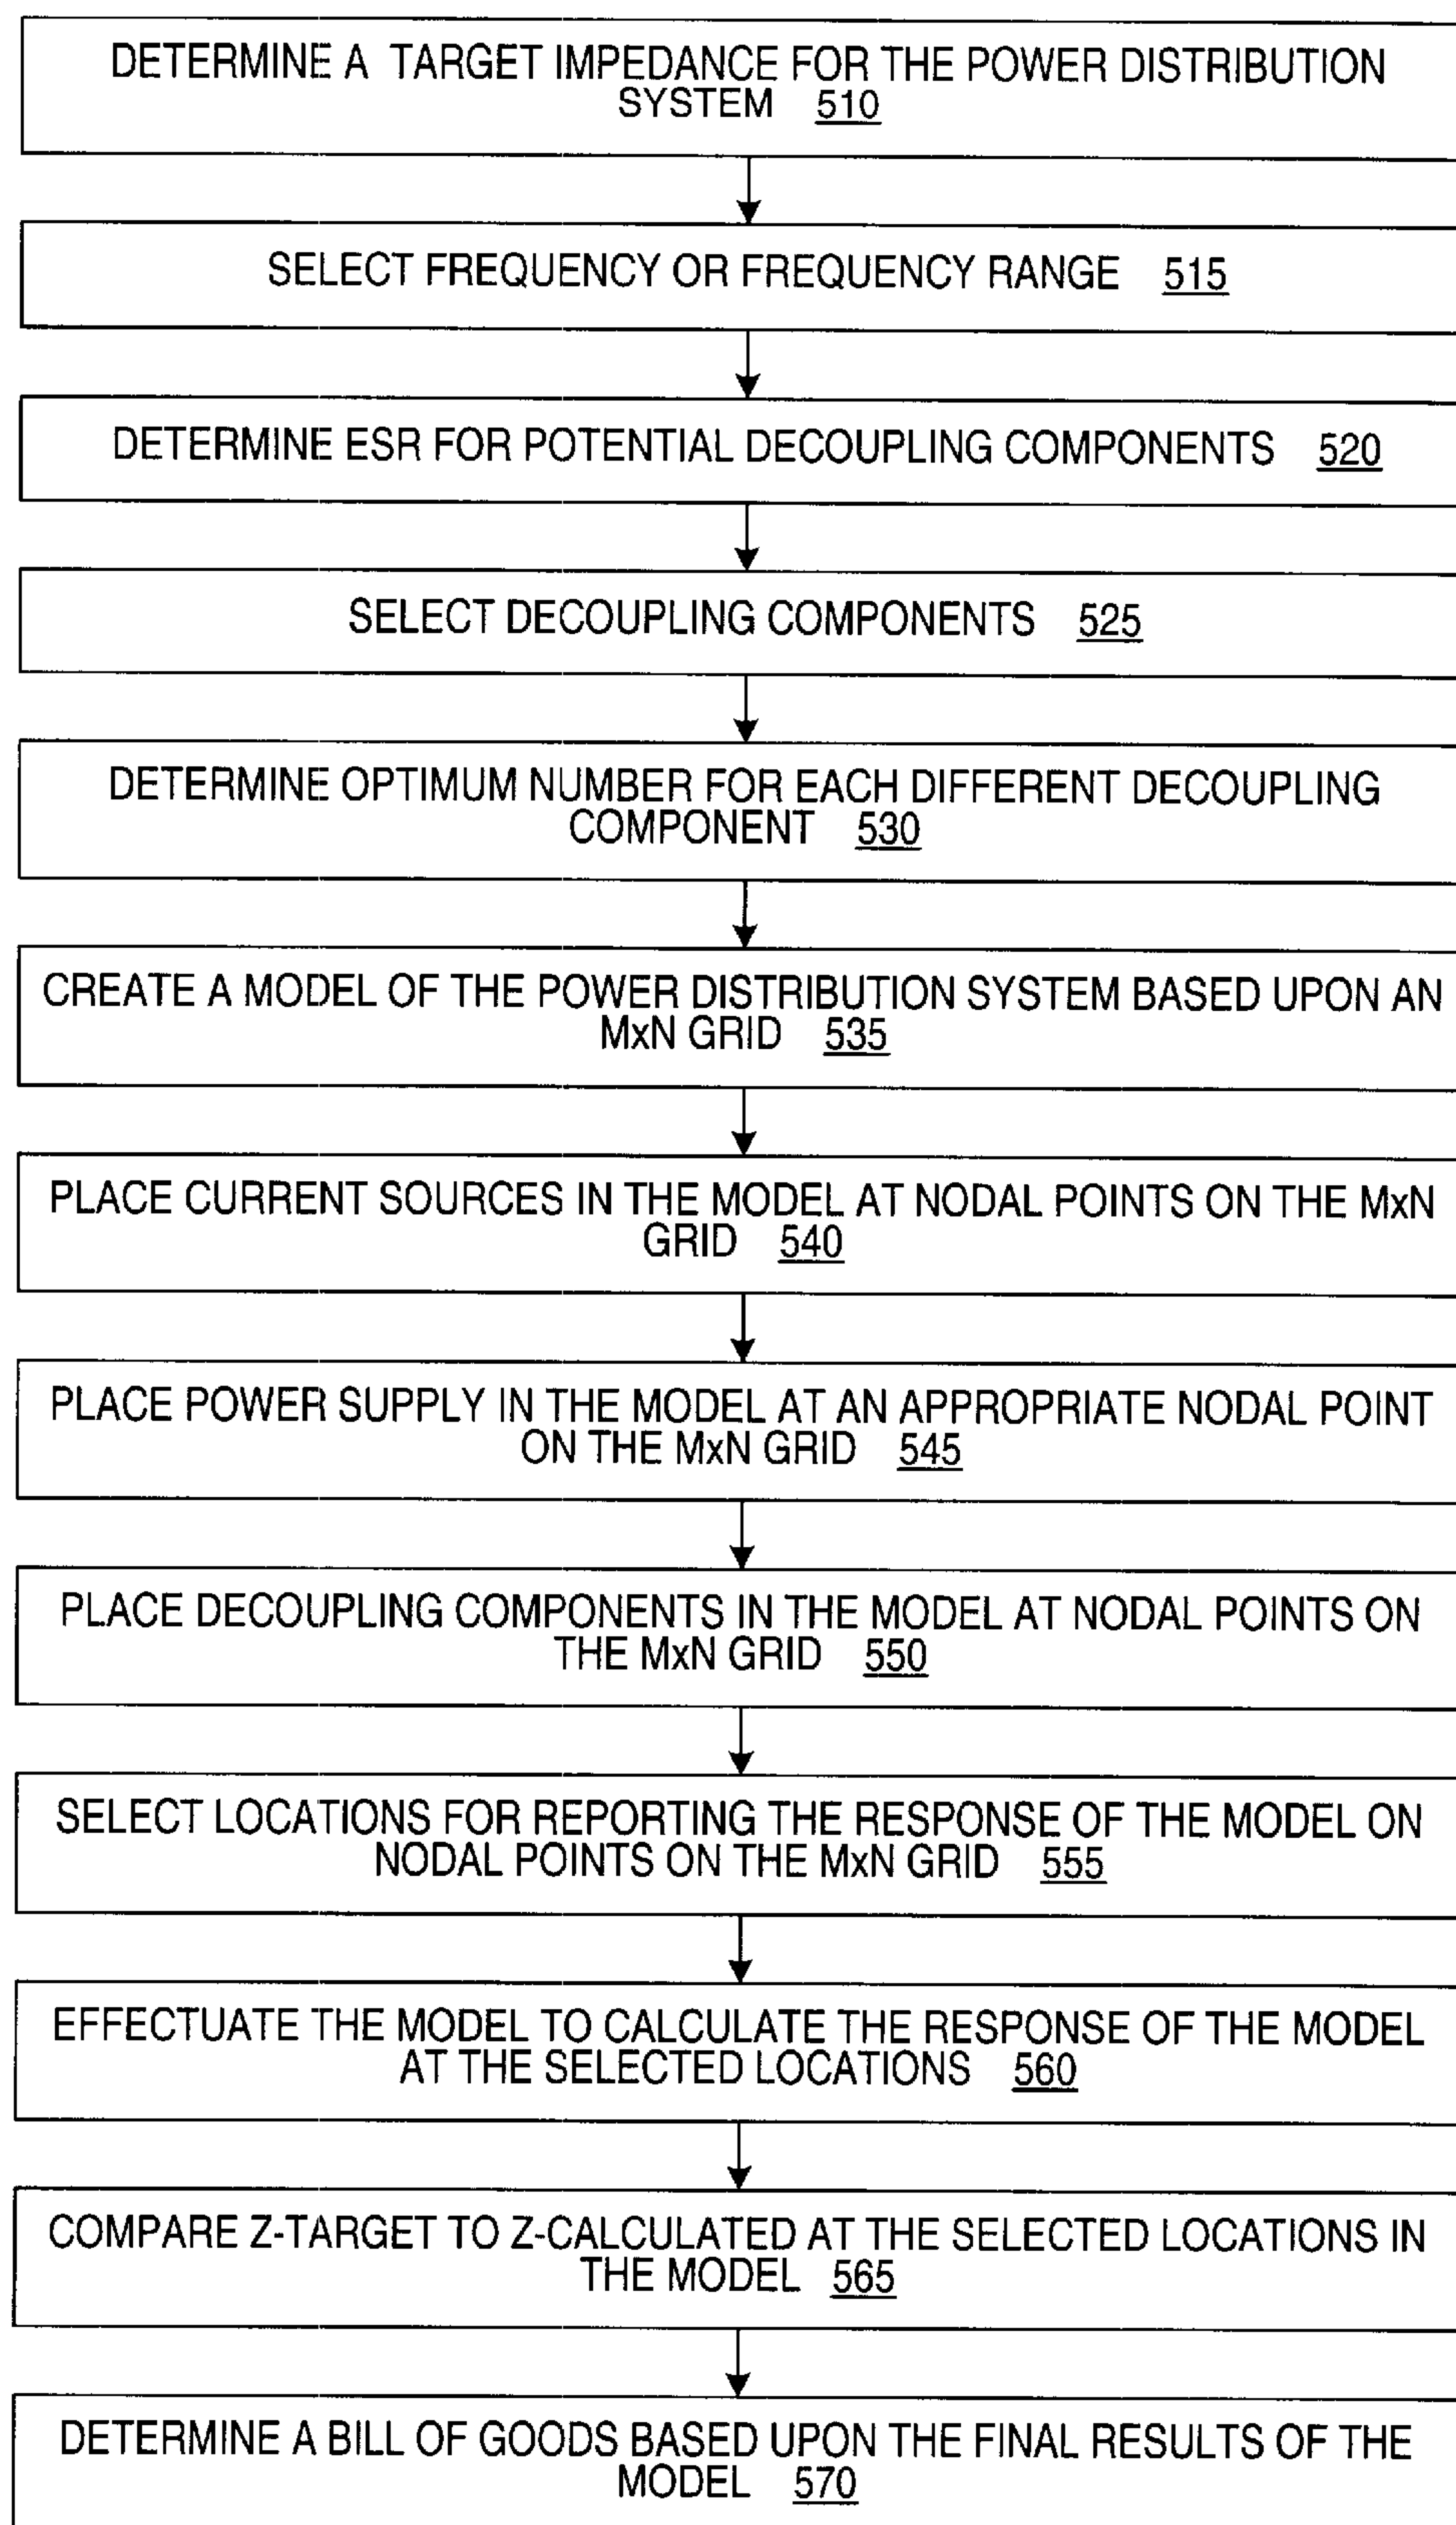 DETERMINE A TARGET IMPEDANCE FOR THE POWER DISTRIBUTION
SYSTEM 510
SELECT FREQUENCY OR FREQUENCY RANGE 515
DETERMINE ESR FOR POTENTIAL DECOUPLING COMPONENTS 520
SELECT DECOUPLING COMPONENTS 525
DETERMINE OPTIMUM NUMBER FOR EACH DIFFERENT DECOUPLING
COMPONENT 530
CREATE A MODEL OF THE POWER DISTRIBUTION SYSTEM BASED UPON AN
MxN GRID 535
PLACE CURRENT SOURCES IN THE MODEL AT NODAL POINTS ON THE MxN
GRID 540
PLACE POWER SUPPLY IN THE MODEL AT AN APPROPRIATE NODAL POINT
ON THE MxN GRID 545
PLACE DECOUPLING COMPONENTS IN THE MODEL AT NODAL POINTS ON
THE MxN GRID 550
SELECT LOCATIONS FOR REPORTING THE RESPONSE OF THE MODEL ON
NODAL POINTS ON THE MxN GRID 555
EFFECTUATE THE MODEL TO CALCULATE THE RESPONSE OF THE MODEL
AT THE SELECTED LOCATIONS 560
COMPARE Z-TARGET TO Z-CALCULATED AT THE SELECTED LOCATIONS IN
THE MODEL 565
DETERMINE A BILL OF GOODS BASED UPON THE FINAL RESULTS OF THE
MODEL 570